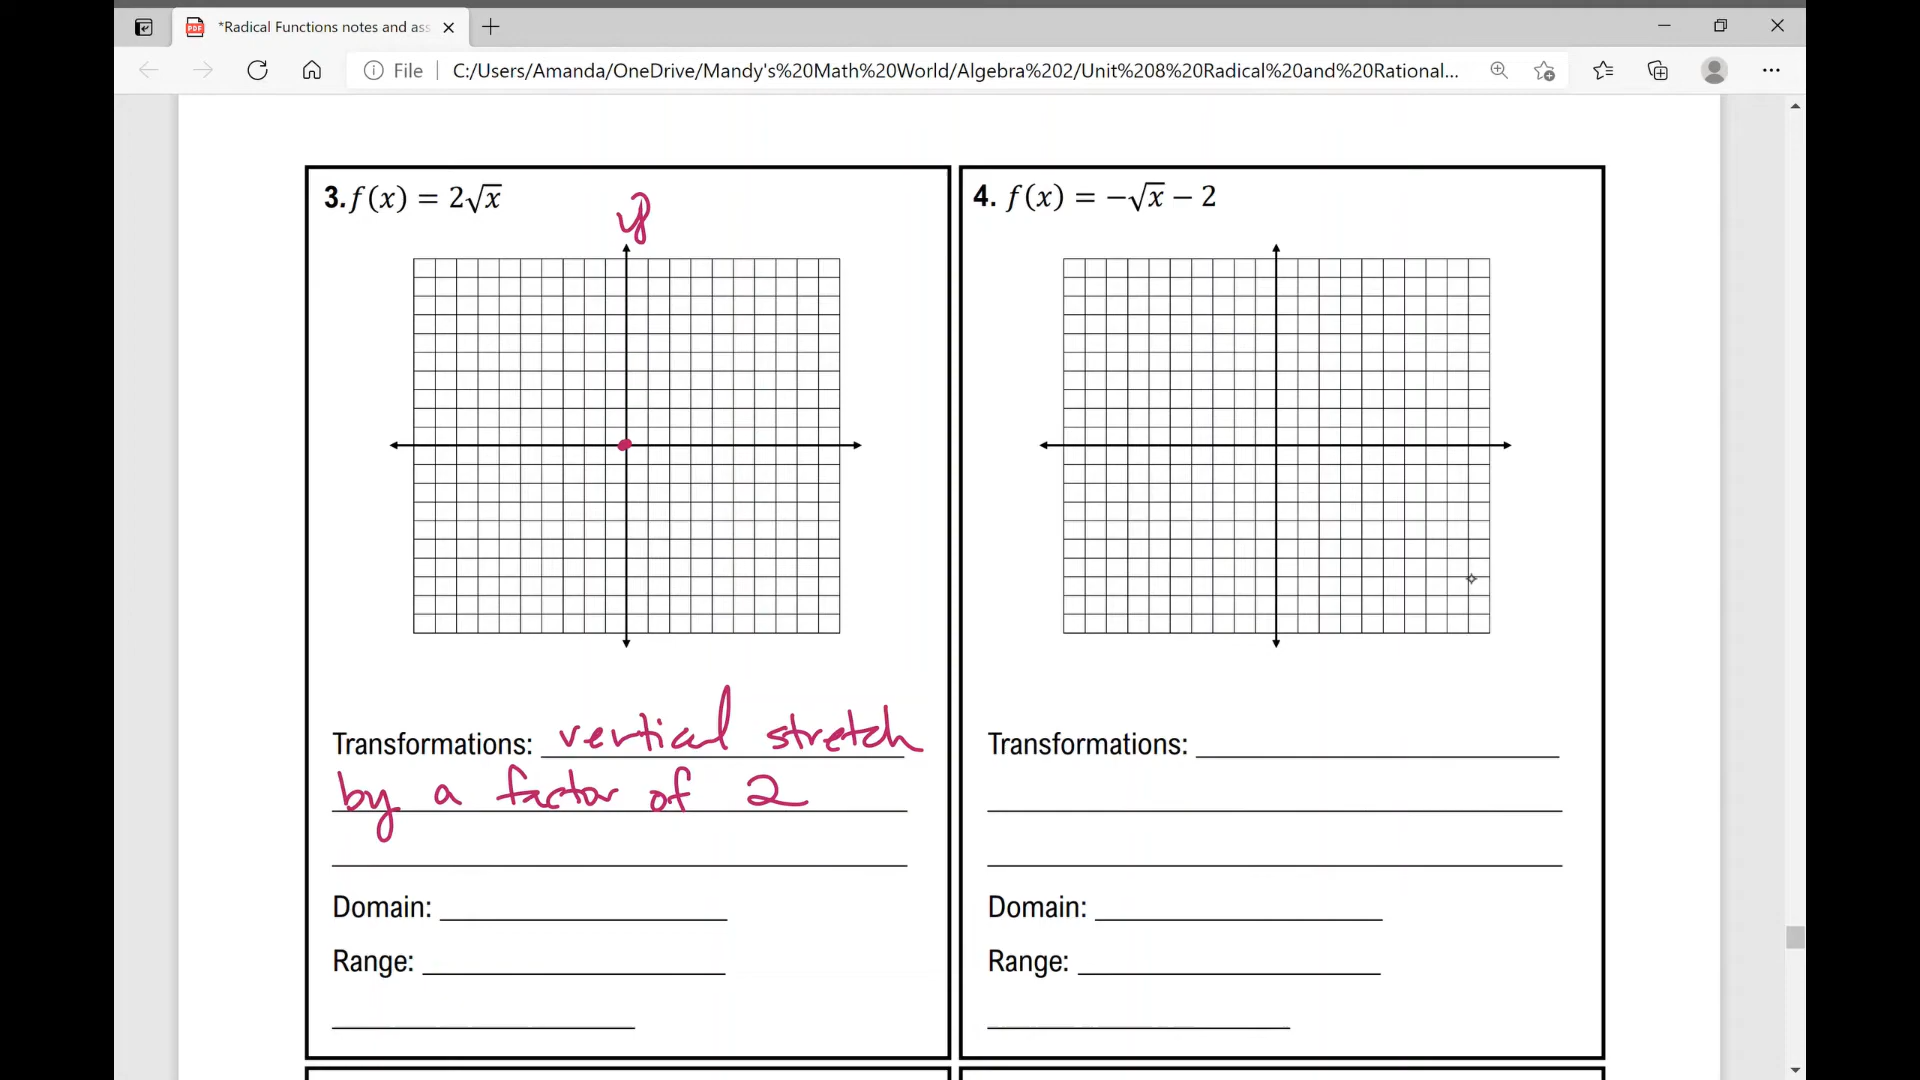 *Radical Functions notes and ass
File
C:/Users/Amanda/OneDrive/Mandy's%20Math%20World/Algebra%202/Unit%208%20Radical%20and%20Rational...
3. f(x) = 2√x
y
Transformations: vertical stretch
by a factor of 2
Domain:
Range:
4. f(x) = −√x − 2
Transformations:
Domain:
Range: